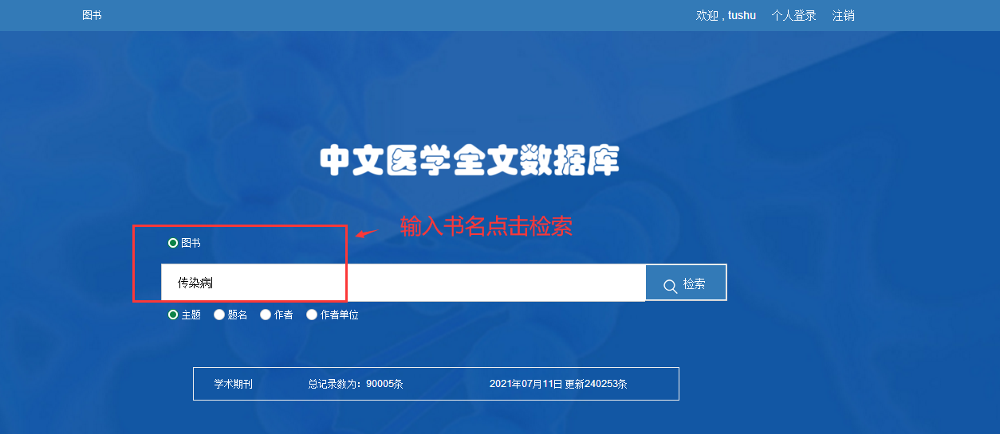 图书 欢迎 , tushu 个人登录 注销
中文医学全文数据库
输入书名点击检索
图书
传染病 检索
主题 题名 作者 作者单位
学术期刊 总记录数为：90005条 2021年07月11日 更新240253条